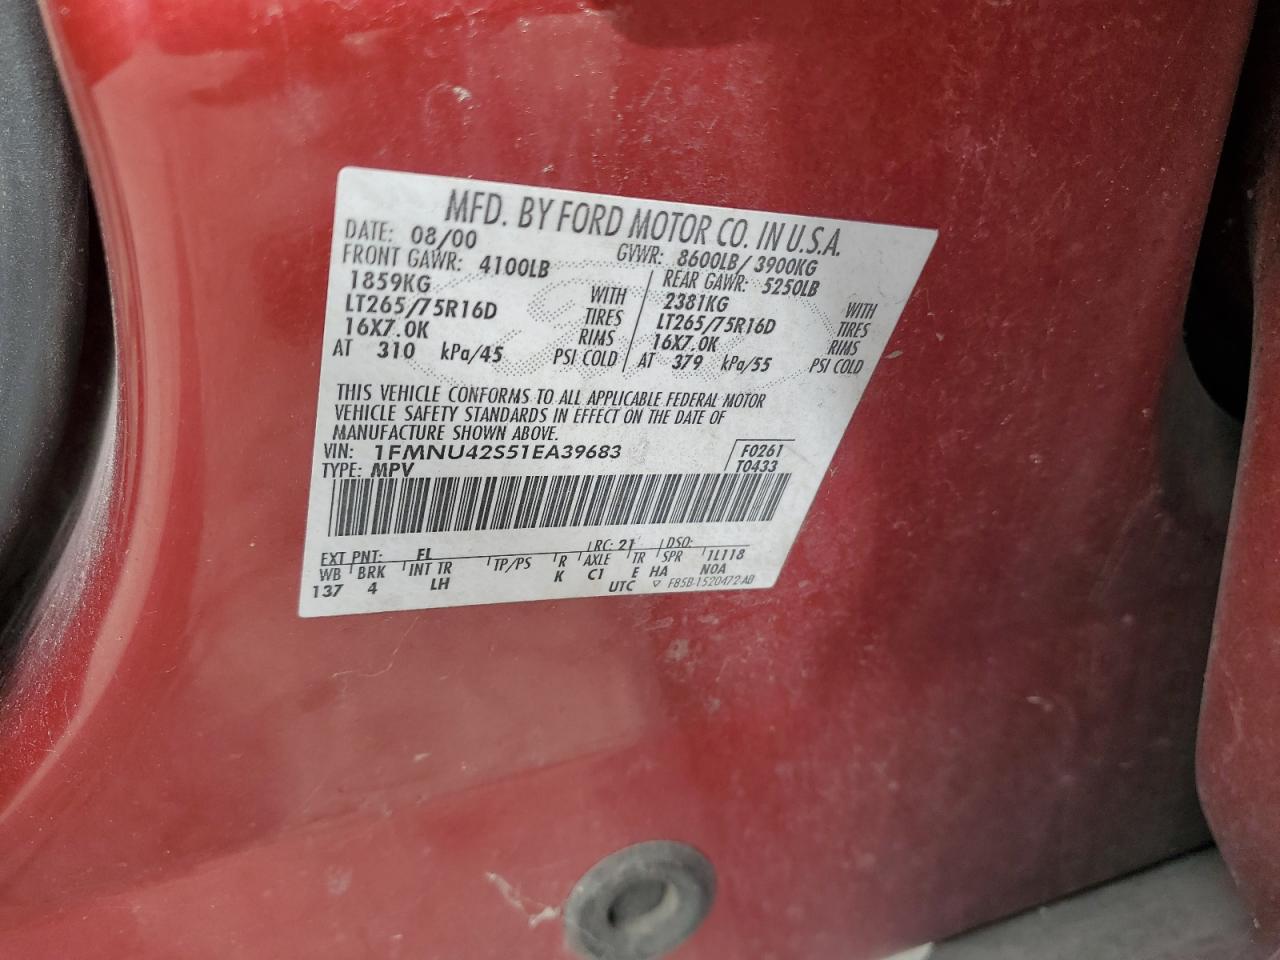 MFD. BY FORD MOTOR CO. IN U.S.A.
DATE: 08/00 GVWR: 8600LB/ 3900KG
FRONT GAWR: 4100LB REAR GAWR: 5250LB
1859KG WITH 2381KG WITH
LT265/75R16D TIRES LT265/75R16D TIRES
16X7.0K RIMS 16X7.0K RIMS
AT 310 kPa/45 PSI COLD AT 379 kPa/55 PSI COLD
THIS VEHICLE CONFORMS TO ALL APPLICABLE FEDERAL MOTOR
VEHICLE SAFETY STANDARDS IN EFFECT ON THE DATE OF
MANUFACTURE SHOWN ABOVE.
VIN: 1FMNU42S51EA39683 F0261
TYPE: MPV T0433
EXT PNT: FL RC: 21 DSO:
WB BRK INT TR TP/PS R AXLE TR SPR 1L118
137 4 LH K C1 E HA NOA
UTC ▽ F85B-1520472-AB